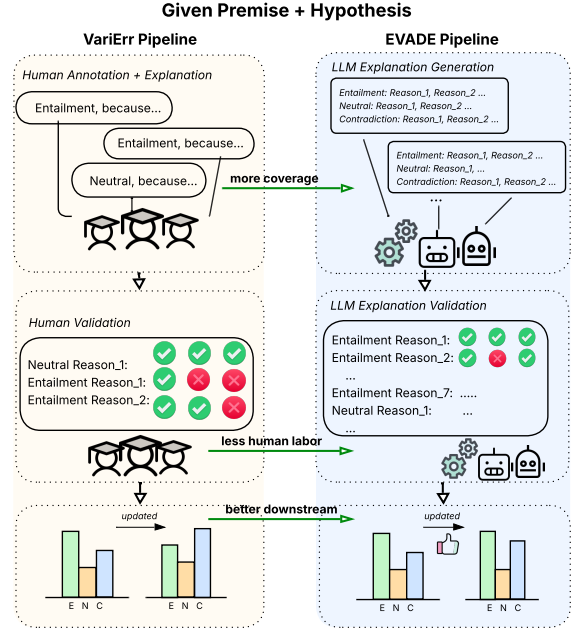 Given Premise + Hypothesis
VariErr Pipeline
Human Annotation + Explanation
Entailment, because...
Entailment, because...
Neutral, because...
more coverage
EVADE Pipeline
LLM Explanation Generation
Entailment: Reason_1, Reason_2 ...
Neutral: Reason_1, Reason_2 ...
Contradiction: Reason_1, Reason_2 ...
Entailment: Reason_1, Reason_2 ...
Neutral: Reason_1, ...
Contradiction: Reason_1, Reason_2 ...
...
Human Validation
Neutral Reason_1:
Entailment Reason_1:
Entailment Reason_2:
less human labor
LLM Explanation Validation
Entailment Reason_1:
Entailment Reason_2:
...
Entailment Reason_7: .....
Neutral Reason_1: ...
...
updated
E N C
better downstream
updated
E N C
E N C
E N C